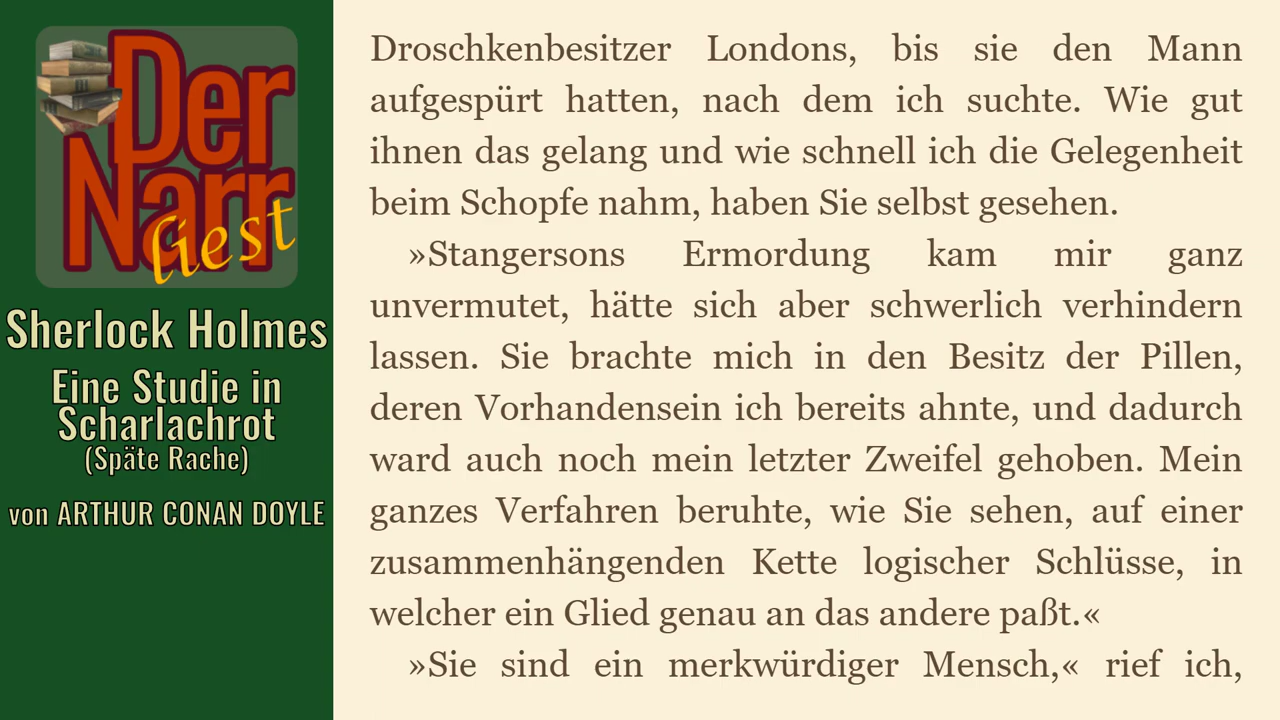 Der
Narr
liest
Sherlock Holmes
Eine Studie in
Scharlachrot
(Späte Rache)
von ARTHUR CONAN DOYLE
Droschkenbesitzer Londons, bis sie den Mann
aufgespürt hatten, nach dem ich suchte. Wie gut
ihnen das gelang und wie schnell ich die Gelegenheit
beim Schopfe nahm, haben Sie selbst gesehen.
»Stangersons Ermordung kam mir ganz
unvermutet, hätte sich aber schwerlich verhindern
lassen. Sie brachte mich in den Besitz der Pillen,
deren Vorhandensein ich bereits ahnte, und dadurch
ward auch noch mein letzter Zweifel gehoben. Mein
ganzes Verfahren beruhte, wie Sie sehen, auf einer
zusammenhängenden Kette logischer Schlüsse, in
welcher ein Glied genau an das andere paßt.«
»Sie sind ein merkwürdiger Mensch,« rief ich,